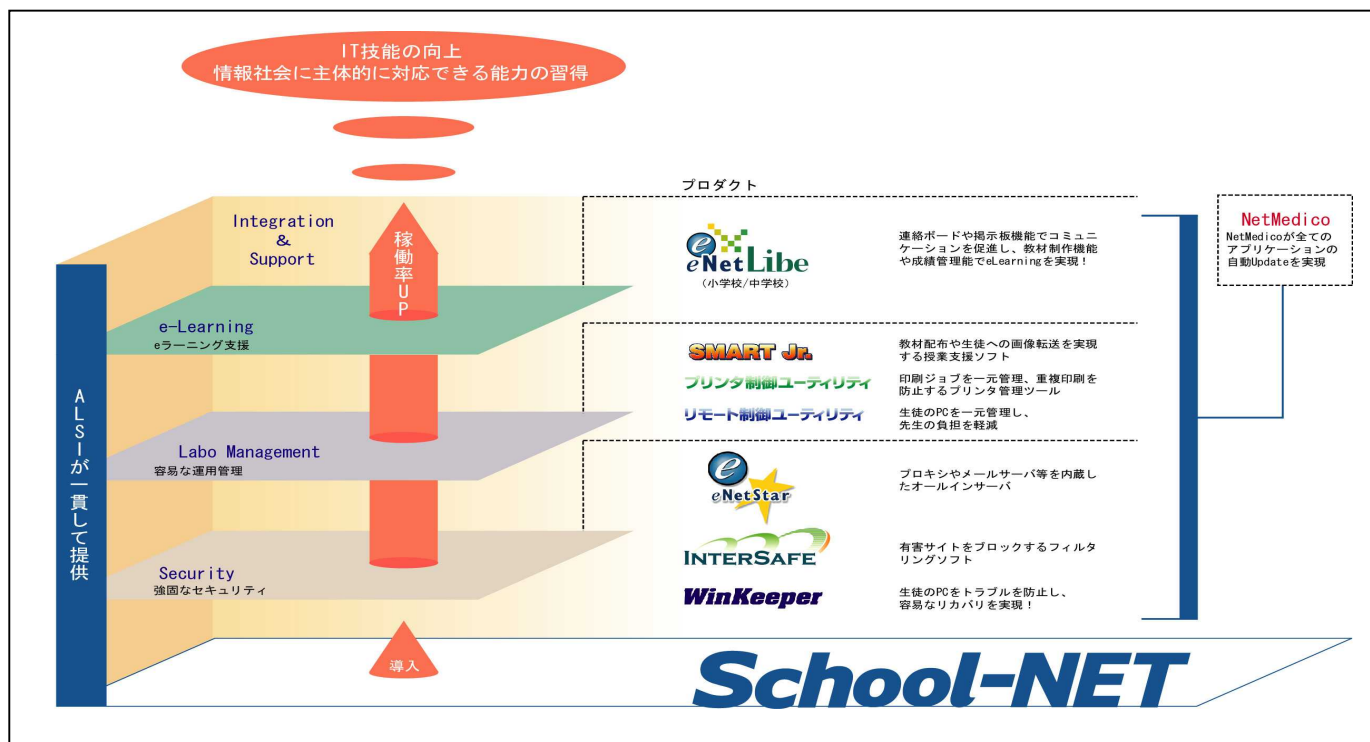 IT技能の向上
情報社会に主体的に対応できる能力の習得
プロダクト
Integration
&
Support
稼働率UP
e-Learning
eラーニング支援
Labo Management
容易な運用管理
Security
強固なセキュリティ
導入
ALSIが一貫して提供
e
eNetLibe
(小学校/中学校)
連絡ボードや掲示板機能でコミュニ
ケーションを促進し、教材制作機能
や成績管理能でeLearningを実現！
SMART Jr.
教材配布や生徒への画像転送を実現
する授業支援ソフト
プリンタ制御ユーティリティ
印刷ジョブを一元管理、重複印刷を
防止するプリンタ管理ツール
リモート制御ユーティリティ
生徒のPCを一元管理し、
先生の負担を軽減
e
eNetStar
プロキシやメールサーバ等を内蔵し
たオールインサーバ
INTERSAFE
有害サイトをブロックするフィルタ
リングソフト
WinKeeper
生徒のPCをトラブルを防止し、
容易なリカバリを実現！
NetMedico
NetMedicoが全ての
アプリケーションの
自動Updateを実現
School-NET